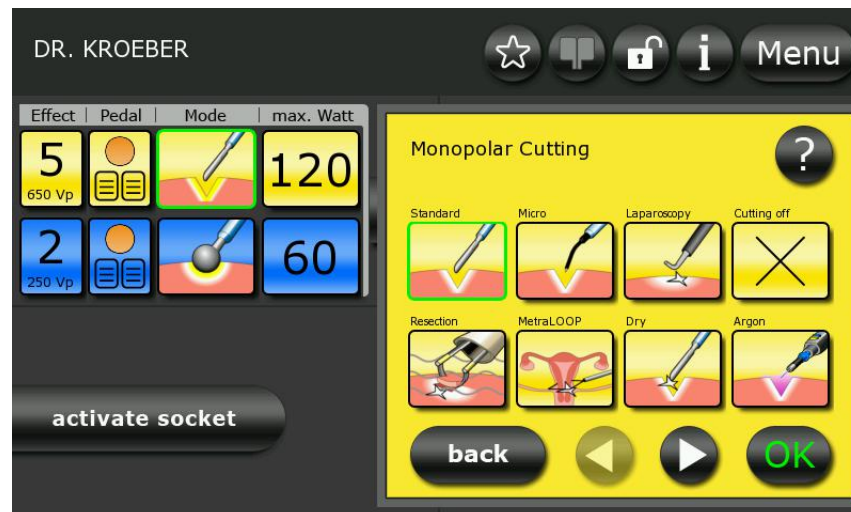 DR. KROEBER
i
Menu
Effect | Pedal | Mode | max. Watt
5
650 Vp
120
2
250 Vp
60
activate socket
Monopolar Cutting
?
Standard
Micro
Laparoscopy
Cutting off
Resection
MetraLOOP
Dry
Argon
back
OK